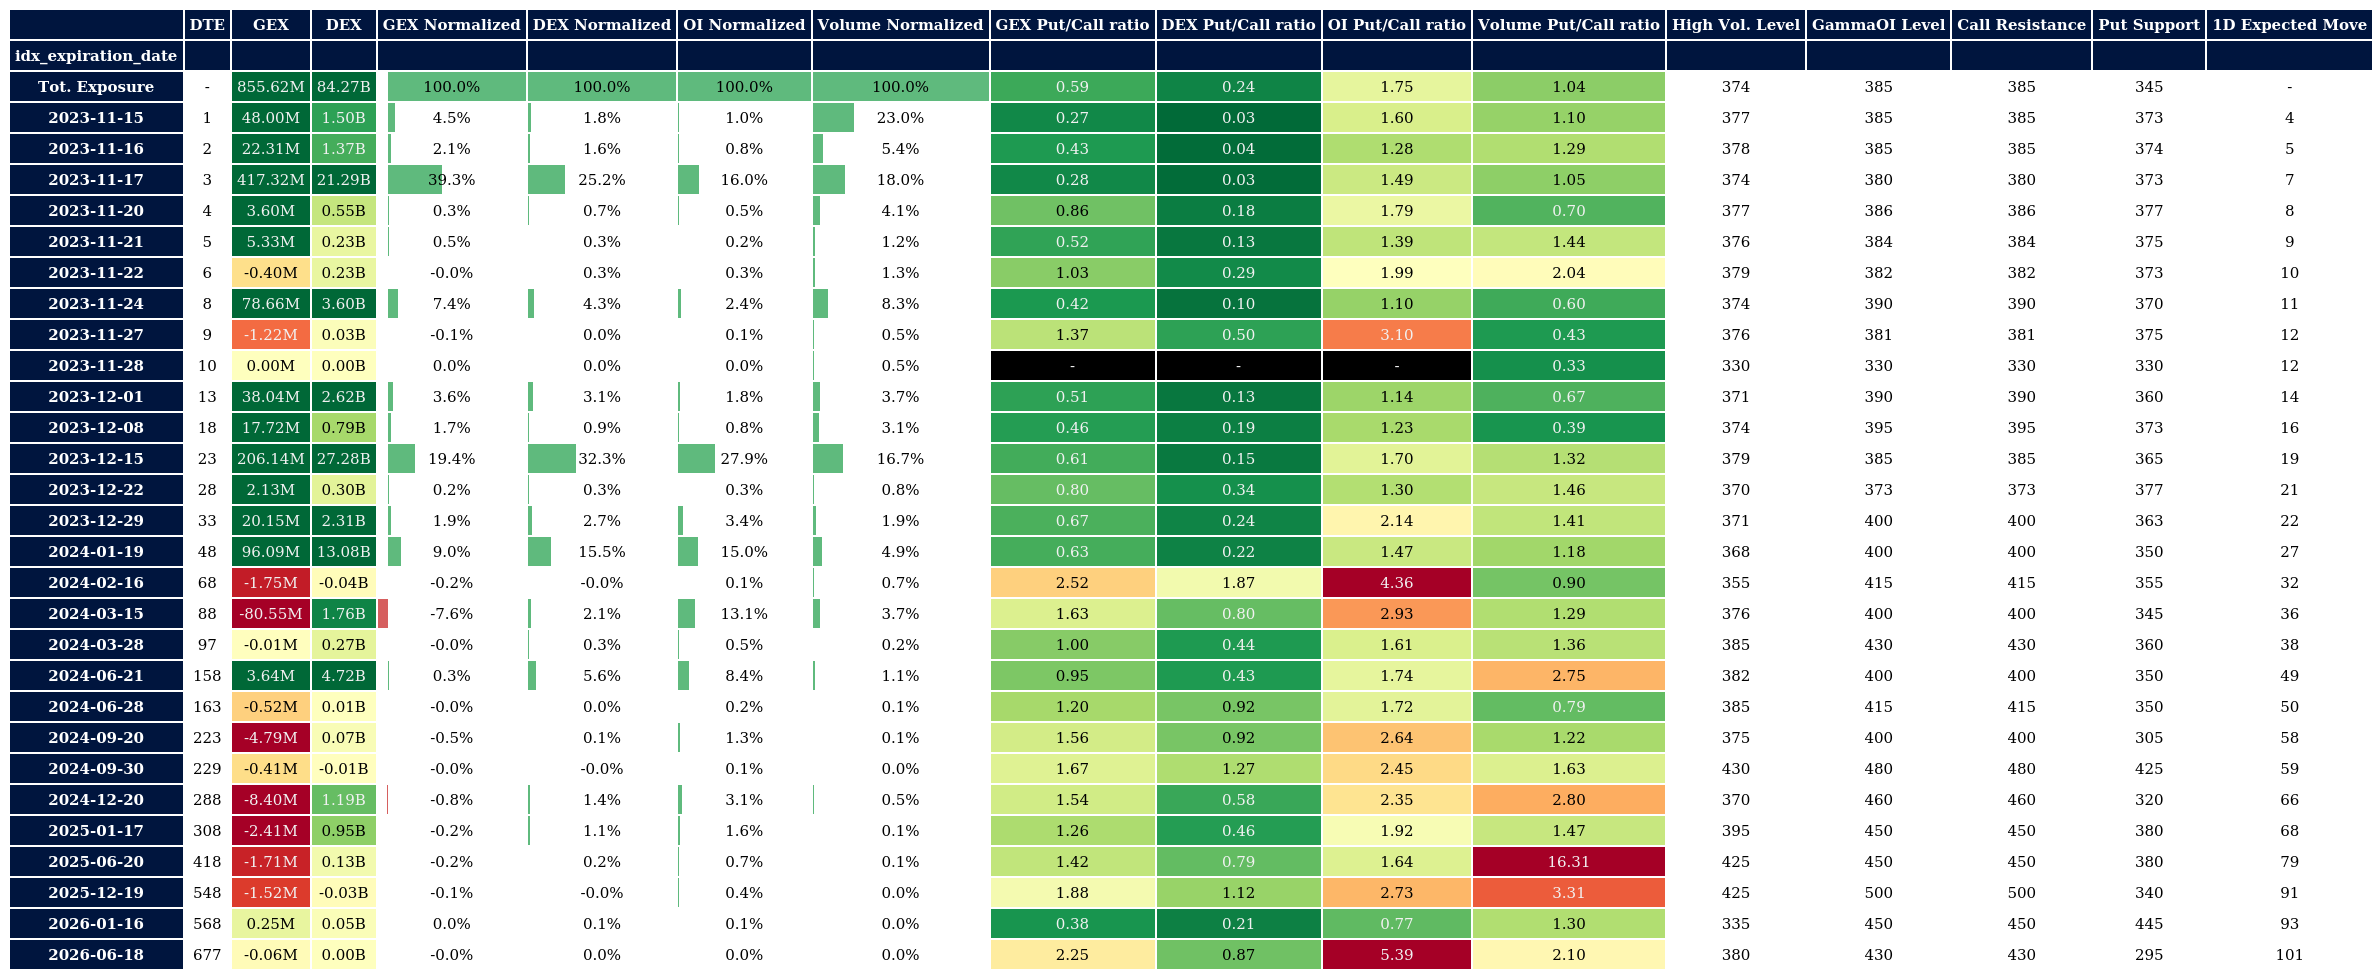 DTE GEX DEX GEX Normalized DEX Normalized OI Normalized Volume Normalized GEX Put/Call ratio DEX Put/Call ratio OI Put/Call ratio Volume Put/Call ratio High Vol. Level GammaOI Level Call Resistance Put Support 1D Expected Move
idx_expiration_date
Tot. Exposure - 855.62M 84.27B 100.0% 100.0% 100.0% 100.0% 0.59 0.24 1.75 1.04 374 385 385 345 -
2023-11-15 1 48.00M 1.50B 4.5% 1.8% 1.0% 23.0% 0.27 0.03 1.60 1.10 377 385 385 373 4
2023-11-16 2 22.31M 1.37B 2.1% 1.6% 0.8% 5.4% 0.43 0.04 1.28 1.29 378 385 385 374 5
2023-11-17 3 417.32M 21.29B 39.3% 25.2% 16.0% 18.0% 0.28 0.03 1.49 1.05 374 380 380 373 7
2023-11-20 4 3.60M 0.55B 0.3% 0.7% 0.5% 4.1% 0.86 0.18 1.79 0.70 377 386 386 377 8
2023-11-21 5 5.33M 0.23B 0.5% 0.3% 0.2% 1.2% 0.52 0.13 1.39 1.44 376 384 384 375 9
2023-11-22 6 -0.40M 0.23B -0.0% 0.3% 0.3% 1.3% 1.03 0.29 1.99 2.04 379 382 382 373 10
2023-11-24 8 78.66M 3.60B 7.4% 4.3% 2.4% 8.3% 0.42 0.10 1.10 0.60 374 390 390 370 11
2023-11-27 9 -1.22M 0.03B -0.1% 0.0% 0.1% 0.5% 1.37 0.50 3.10 0.43 376 381 381 375 12
2023-11-28 10 0.00M 0.00B 0.0% 0.0% 0.0% 0.5% - - - 0.33 330 330 330 330 12
2023-12-01 13 38.04M 2.62B 3.6% 3.1% 1.8% 3.7% 0.51 0.13 1.14 0.67 371 390 390 360 14
2023-12-08 18 17.72M 0.79B 1.7% 0.9% 0.8% 3.1% 0.46 0.19 1.23 0.39 374 395 395 373 16
2023-12-15 23 206.14M 27.28B 19.4% 32.3% 27.9% 16.7% 0.61 0.15 1.70 1.32 379 385 385 365 19
2023-12-22 28 2.13M 0.30B 0.2% 0.3% 0.3% 0.8% 0.80 0.34 1.30 1.46 370 373 373 377 21
2023-12-29 33 20.15M 2.31B 1.9% 2.7% 3.4% 1.9% 0.67 0.24 2.14 1.41 371 400 400 363 22
2024-01-19 48 96.09M 13.08B 9.0% 15.5% 15.0% 4.9% 0.63 0.22 1.47 1.18 368 400 400 350 27
2024-02-16 68 -1.75M -0.04B -0.2% -0.0% 0.1% 0.7% 2.52 1.87 4.36 0.90 355 415 415 355 32
2024-03-15 88 -80.55M 1.76B -7.6% 2.1% 13.1% 3.7% 1.63 0.80 2.93 1.29 376 400 400 345 36
2024-03-28 97 -0.01M 0.27B -0.0% 0.3% 0.5% 0.2% 1.00 0.44 1.61 1.36 385 430 430 360 38
2024-06-21 158 3.64M 4.72B 0.3% 5.6% 8.4% 1.1% 0.95 0.43 1.74 2.75 382 400 400 350 49
2024-06-28 163 -0.52M 0.01B -0.0% 0.0% 0.2% 0.1% 1.20 0.92 1.72 0.79 385 415 415 350 50
2024-09-20 223 -4.79M 0.07B -0.5% 0.1% 1.3% 0.1% 1.56 0.92 2.64 1.22 375 400 400 305 58
2024-09-30 229 -0.41M -0.01B -0.0% -0.0% 0.1% 0.0% 1.67 1.27 2.45 1.63 430 480 480 425 59
2024-12-20 288 -8.40M 1.19B -0.8% 1.4% 3.1% 0.5% 1.54 0.58 2.35 2.80 370 460 460 320 66
2025-01-17 308 -2.41M 0.95B -0.2% 1.1% 1.6% 0.1% 1.26 0.46 1.92 1.47 395 450 450 380 68
2025-06-20 418 -1.71M 0.13B -0.2% 0.2% 0.7% 0.1% 1.42 0.79 1.64 16.31 425 450 450 380 79
2025-12-19 548 -1.52M -0.03B -0.1% -0.0% 0.4% 0.0% 1.88 1.12 2.73 3.31 425 500 500 340 91
2026-01-16 568 0.25M 0.05B 0.0% 0.1% 0.1% 0.0% 0.38 0.21 0.77 1.30 335 450 450 445 93
2026-06-18 677 -0.06M 0.00B -0.0% 0.0% 0.0% 0.0% 2.25 0.87 5.39 2.10 380 430 430 295 101